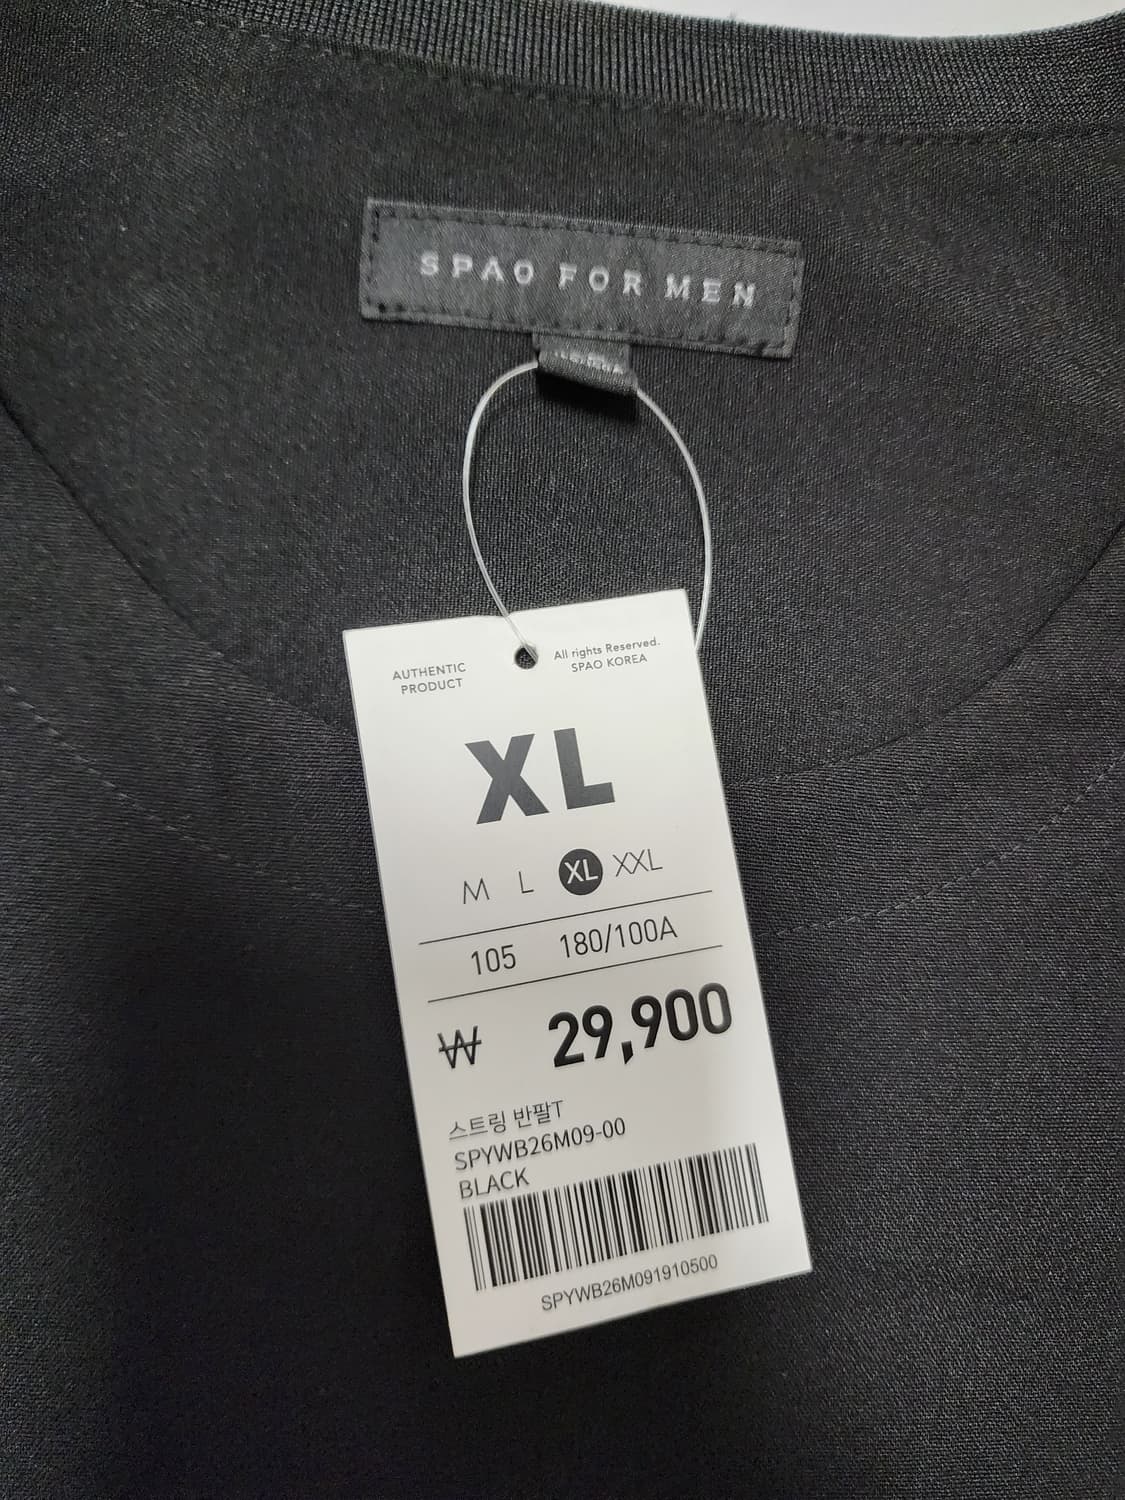 SPAO FOR MEN
AUTHENTIC
PRODUCT
All rights Reserved.
SPAO KOREA
XL
M L XL XXL
105 180/100A
₩ 29,900
스트링 반팔T
SPYWB26M09-00
BLACK
SPYWB26M091910500